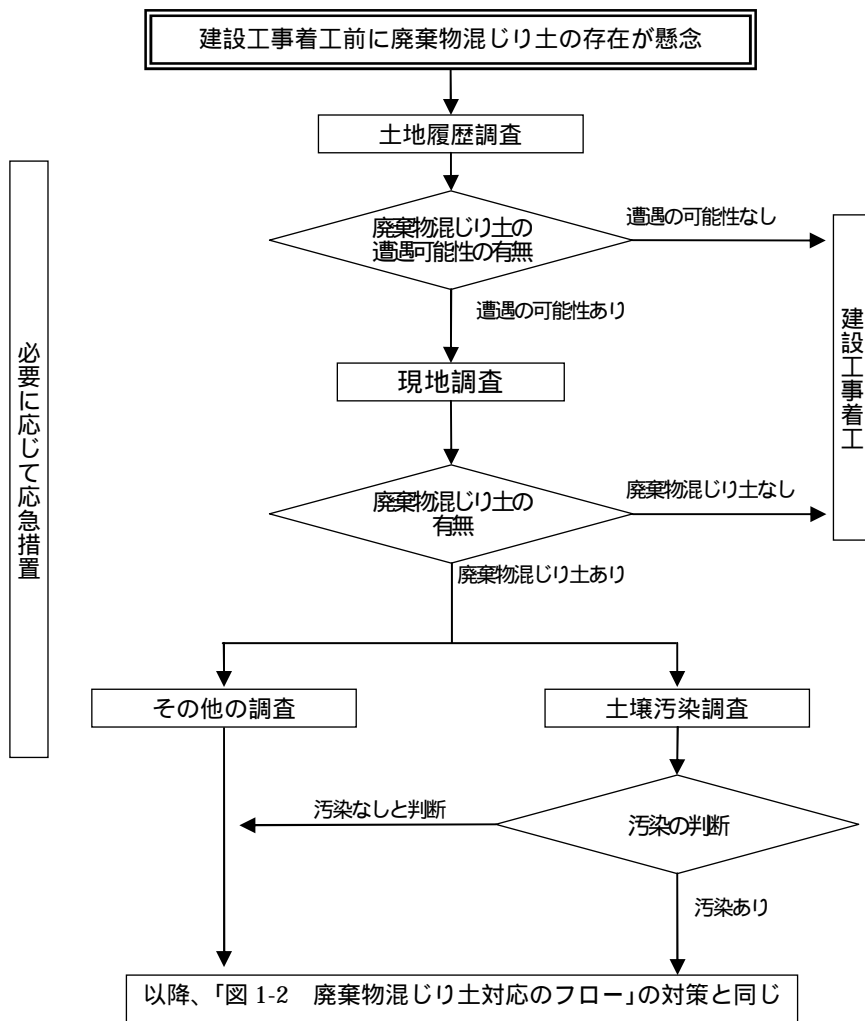 建設工事着工前に廃棄物混じり土の存在が懸念
土地履歴調査
廃棄物混じり土の
遭遇可能性の有無
遭遇の可能性なし
遭遇の可能性あり
建設工事着工
必要に応じて応急措置
現地調査
廃棄物混じり土の
有無
廃棄物混じり土なし
廃棄物混じり土あり
その他の調査
土壌汚染調査
汚染なしと判断
汚染の判断
汚染あり
以降、「図 1-2 廃棄物混じり土対応のフロー」の対策と同じ